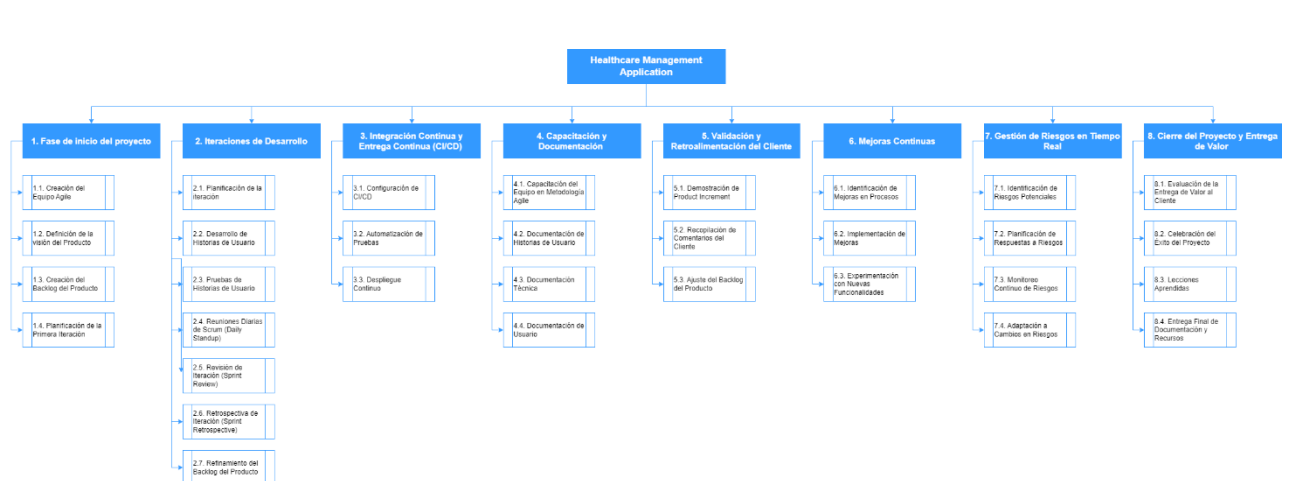 Healthcare Management
Application
1. Fase de inicio del proyecto
1.1. Creación del
Equipo Agile
1.2. Definición de la
visión del Producto
1.3. Creación del
Backlog del Producto
1.4. Planificación de la
Primera Iteración
2. Iteraciones de Desarrollo
2.1. Planificación de la
iteración
2.2. Desarrollo de
Historias de Usuario
2.3. Pruebas de
Historias de Usuario
2.4. Reuniones Diarias
de Scrum (Daily
Standup)
2.5. Revisión de
Iteración (Sprint
Review)
2.6. Retrospectiva de
Iteración (Sprint
Retrospective)
2.7. Refinamiento del
Backlog del Producto
3. Integración Continua y
Entrega Continua (CI/CD)
3.1. Configuración de
CI/CD
3.2. Automatización de
Pruebas
3.3. Despliegue
Continuo
4. Capacitación y
Documentación
4.1. Capacitación del
Equipo en Metodología
Agile
4.2. Documentación de
Historias de Usuario
4.3. Documentación
Técnica
4.4. Documentación de
Usuario
5. Validación y
Retroalimentación del Cliente
5.1. Demostración de
Product Increment
5.2. Recopilación de
Comentarios del
Cliente
5.3. Ajuste del Backlog
del Producto
6. Mejoras Continuas
6.1. Identificación de
Mejoras en Procesos
6.2. Implementación de
Mejoras
6.3. Experimentación
con Nuevas
Funcionalidades
7. Gestión de Riesgos en Tiempo
Real
7.1. Identificación de
Riesgos Potenciales
7.2. Planificación de
Respuestas a Riesgos
7.3. Monitoreo
Continuo de Riesgos
7.4. Adaptación a
Cambios en Riesgos
8. Cierre del Proyecto y Entrega
de Valor
8.1. Evaluación de la
Entrega de Valor al
Cliente
8.2. Celebración del
Éxito del Proyecto
8.3. Lecciones
Aprendidas
8.4. Entrega Final de
Documentación y
Recursos